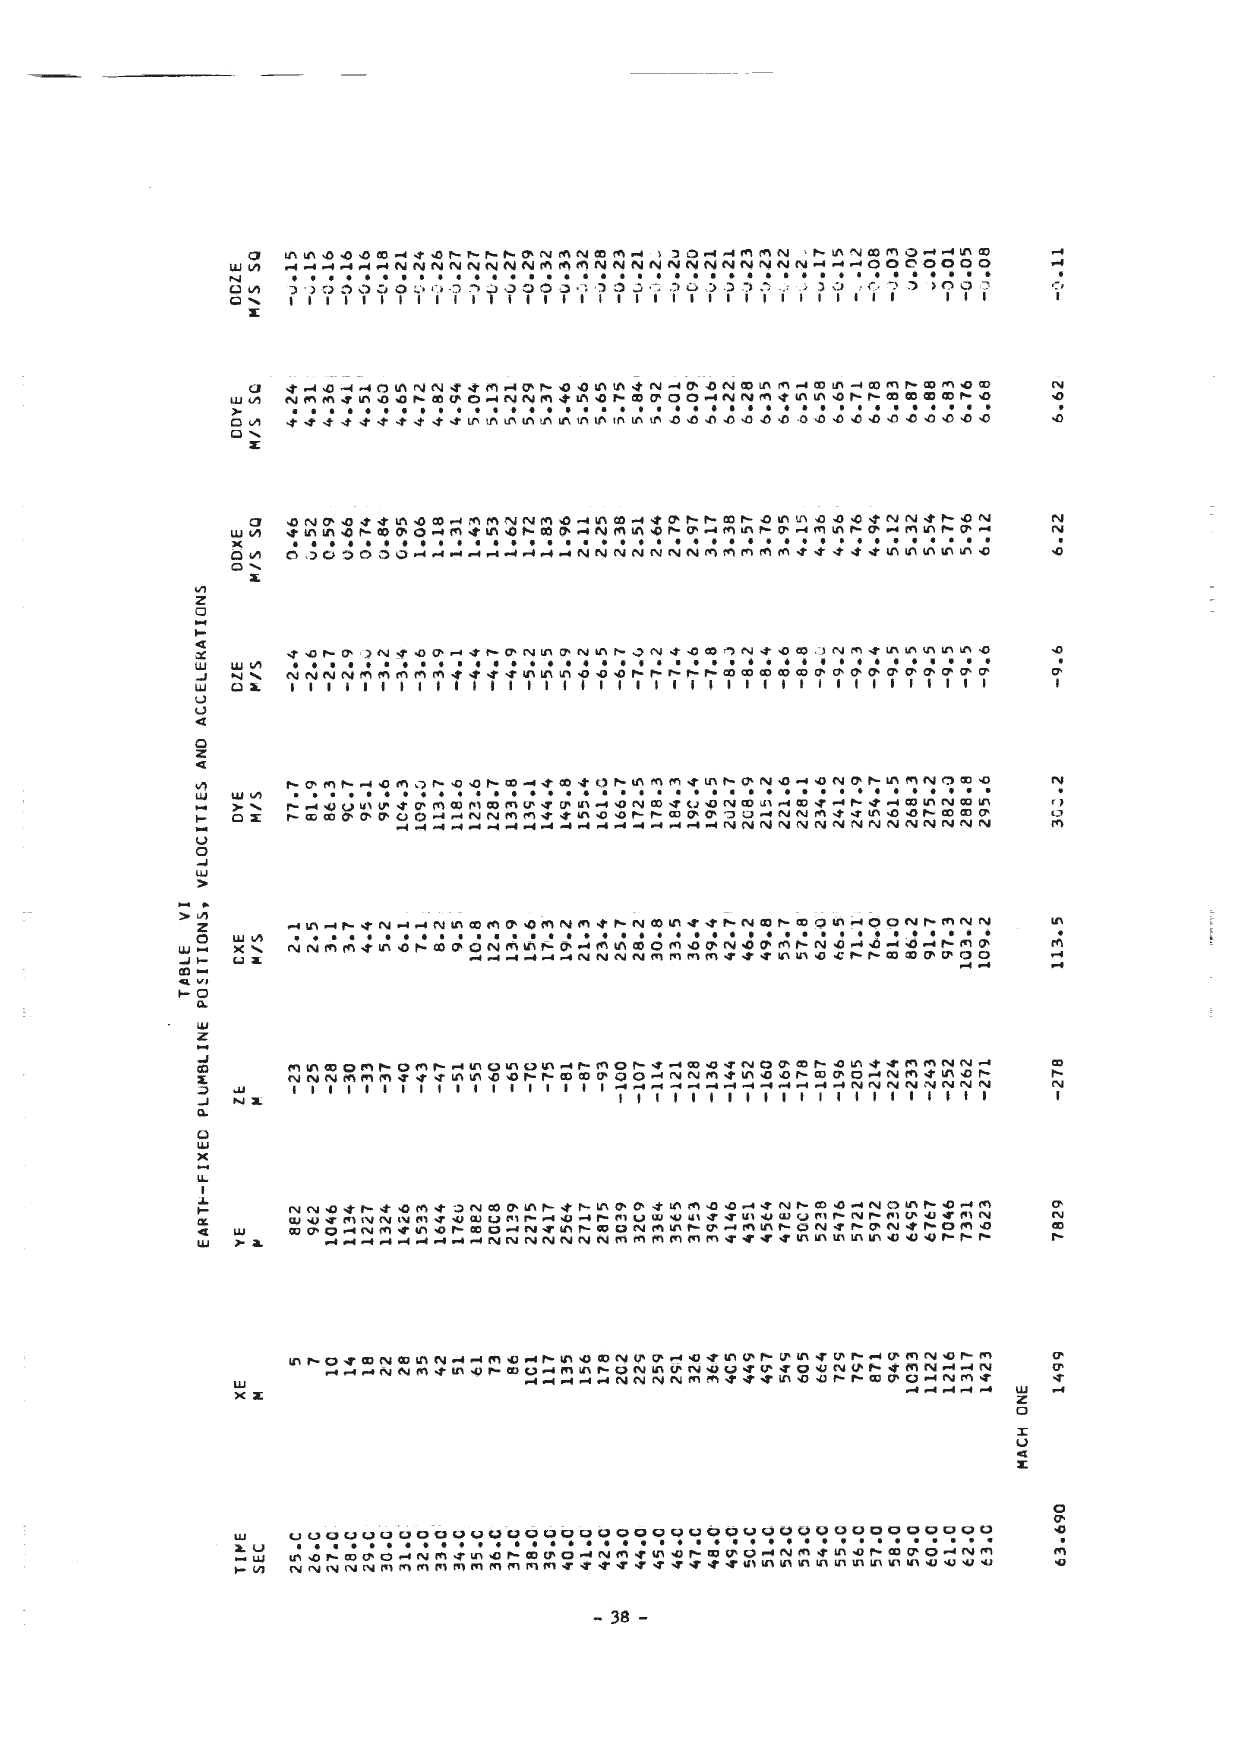 TABLE VI
EARTH-FIXED PLUMBLINE POSITIONS, VELOCITIES AND ACCELERATIONS
TIME XE YE ZE DXE DYE DZE DDXE DDYE DDZE
SEC M M M M/S M/S M/S M/S SQ M/S SQ M/S SQ
25.0 5 882 -23 2.1 77.7 -2.4 0.46 4.24 -0.15
26.0 7 962 -25 2.5 81.9 -2.6 0.52 4.31 -0.15
27.0 10 1046 -28 3.1 86.3 -2.7 0.59 4.36 -0.16
28.0 14 1134 -30 3.7 90.7 -2.9 0.66 4.41 -0.16
29.0 18 1227 -33 4.4 95.1 -3.0 0.74 4.51 -0.16
30.0 22 1324 -37 5.2 99.6 -3.2 0.84 4.60 -0.18
31.0 28 1426 -40 6.1 104.3 -3.4 0.95 4.65 -0.21
32.0 35 1533 -43 7.1 109.0 -3.6 1.06 4.72 -0.24
33.0 42 1644 -47 8.2 113.7 -3.9 1.18 4.82 -0.26
34.0 51 1760 -51 9.5 118.6 -4.1 1.31 4.94 -0.27
35.0 61 1882 -55 10.8 123.6 -4.4 1.43 5.04 -0.27
36.0 73 2008 -60 12.3 128.7 -4.7 1.53 5.13 -0.27
37.0 86 2139 -65 13.9 133.8 -4.9 1.62 5.21 -0.27
38.0 101 2275 -70 15.6 139.1 -5.2 1.72 5.29 -0.29
39.0 117 2417 -75 17.3 144.4 -5.5 1.83 5.37 -0.32
40.0 135 2564 -81 19.2 149.8 -5.9 1.96 5.46 -0.33
41.0 156 2717 -87 21.3 155.4 -6.2 2.11 5.56 -0.32
42.0 178 2875 -93 23.4 161.0 -6.5 2.25 5.65 -0.28
43.0 202 3039 -100 25.7 166.7 -6.7 2.38 5.75 -0.23
44.0 229 3209 -107 28.2 172.5 -7.0 2.51 5.84 -0.21
45.0 259 3384 -114 30.8 178.3 -7.2 2.64 5.92
46.0 291 3565 -121 33.5 184.3 -7.4 2.79 6.01 -0.20
47.0 326 3753 -128 36.4 190.4 -7.6 2.97 6.09 -0.20
48.0 364 3946 -136 39.4 196.5 -7.8 3.17 6.16 -0.21
49.0 405 4146 -144 42.7 202.7 -8.0 3.38 6.22 -0.21
50.0 449 4351 -152 46.2 208.9 -8.2 3.57 6.28 -0.23
51.0 497 4564 -160 49.8 215.2 -8.4 3.76 6.35 -0.23
52.0 549 4782 -169 53.7 221.6 -8.6 3.95 6.43 -0.22
53.0 605 5007 -178 57.8 228.1 -8.8 4.15 6.51
54.0 664 5238 -187 62.0 234.6 -9.0 4.36 6.58 -0.17
55.0 729 5476 -196 66.5 241.2 -9.2 4.56 6.65 -0.15
56.0 797 5721 -205 71.1 247.9 -9.3 4.76 6.71 -0.12
57.0 871 5972 -214 76.0 254.7 -9.4 4.94 6.78 -0.08
58.0 949 6230 -224 81.0 261.5 -9.5 5.12 6.83 -0.03
59.0 1033 6495 -233 86.2 268.3 -9.5 5.32 6.87 0.00
60.0 1122 6767 -243 91.7 275.2 -9.5 5.54 6.88 0.01
61.0 1216 7046 -252 97.3 282.0 -9.5 5.77 6.83 -0.01
62.0 1317 7331 -262 103.2 288.8 -9.5 5.96 6.76 -0.05
63.0 1423 7623 -271 109.2 295.6 -9.6 6.12 6.68 -0.08
MACH ONE
63.690 1499 7829 -278 113.5 300.2 -9.6 6.22 6.62 -0.11
- 38 -